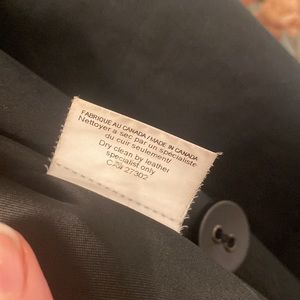 FABRIQUE AU CANADA / MADE IN CANADA
Nettoyer a sec par un spécialiste
du cuir seulement/
Dry clean by leather
specialist only
CA 27302